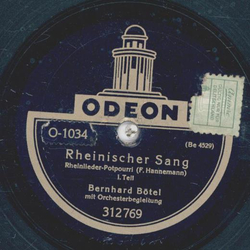 ODEON
O-1034
(Be 4529)
Rheinischer Sang
Rheinlieder-Potpourri (F. Hannemann)
I. Teil
Bernhard Bötel
mit Orchesterbegleitung
312769